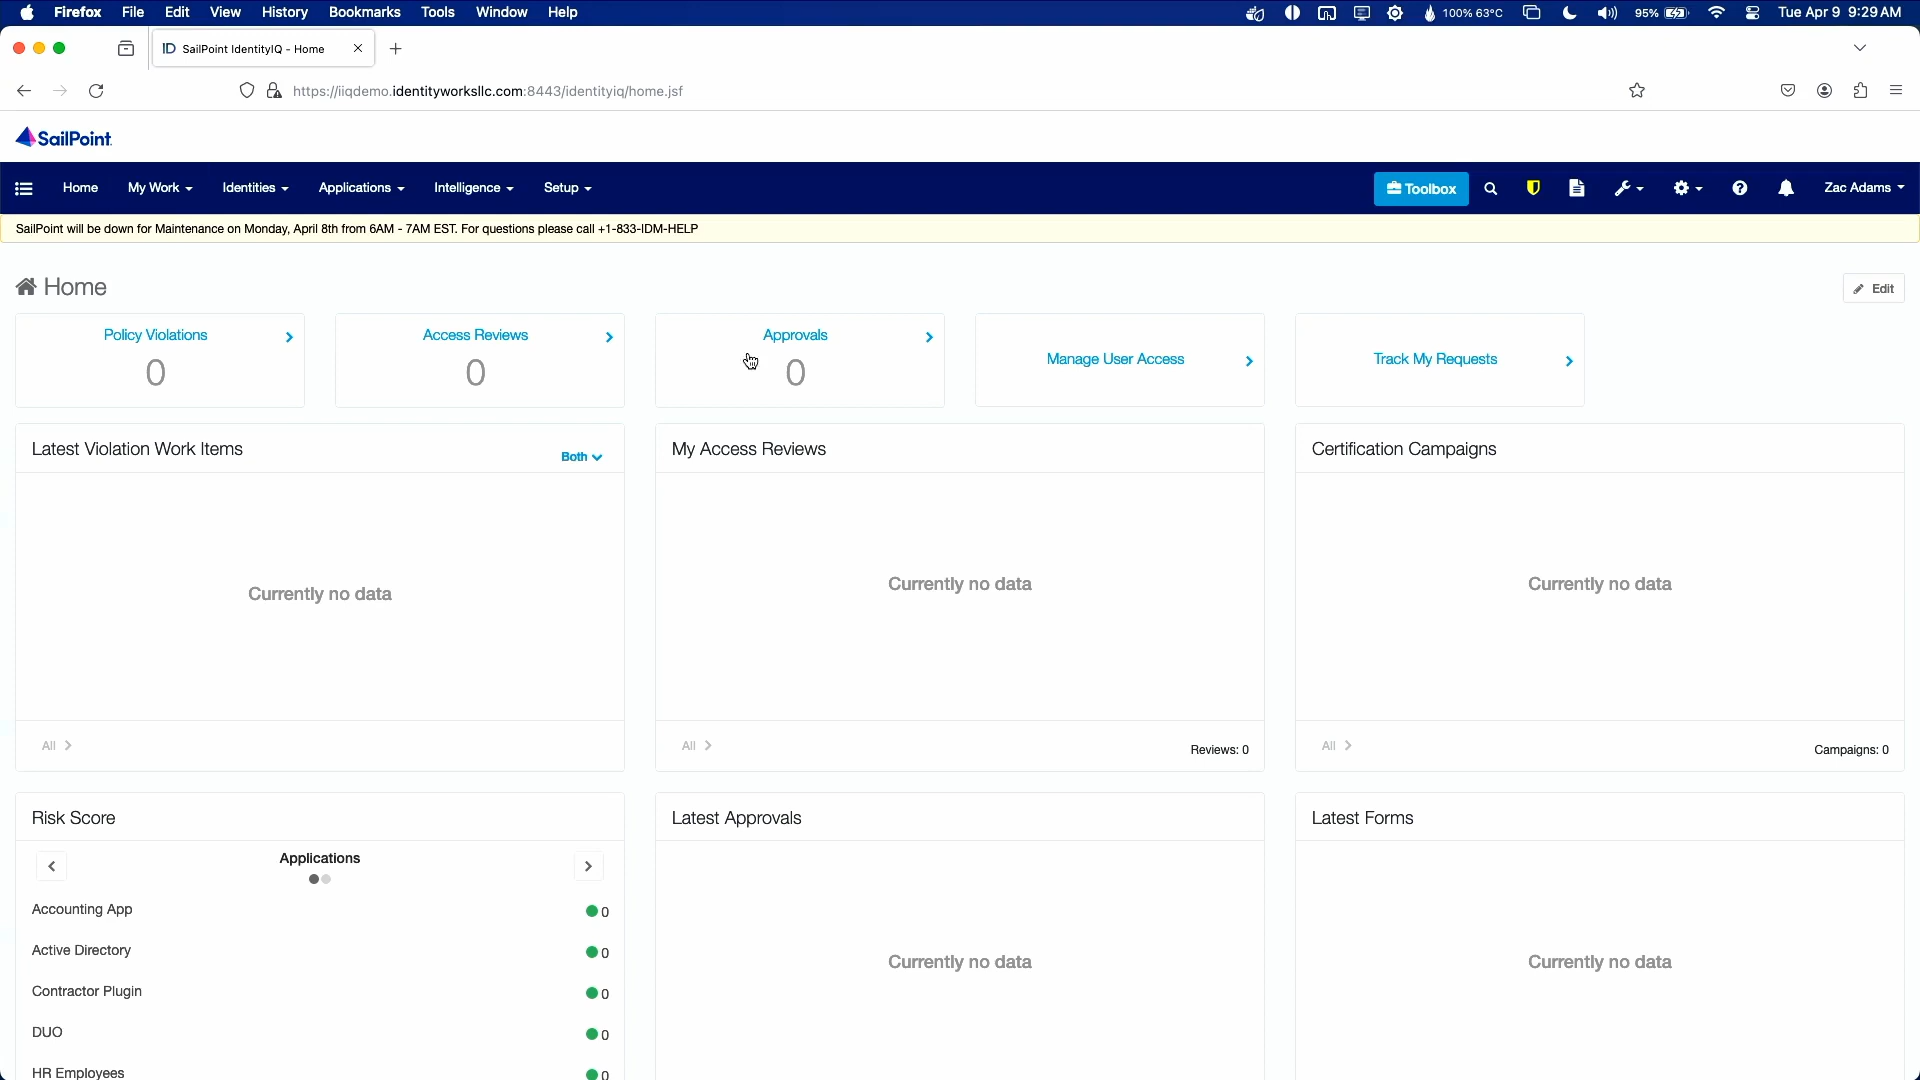 Firefox File Edit View History Bookmarks Tools Window Help 100% 63°C 95% Tue Apr 9 9:29 AM
SailPoint IdentityIQ - Home
https://iiqdemo.identityworksllc.com:8443/identityiq/home.jsf
SailPoint
Home My Work Identities Applications Intelligence Setup Toolbox Zac Adams
SailPoint will be down for Maintenance on Monday, April 8th from 6AM - 7AM EST. For questions please call +1-833-IDM-HELP
Home Edit
Policy Violations
0
Access Reviews
0
Approvals
0
Manage User Access
Track My Requests
Latest Violation Work Items Both
Currently no data
All
My Access Reviews
Currently no data
All Reviews: 0
Certification Campaigns
Currently no data
All Campaigns: 0
Risk Score
Applications
Accounting App 0
Active Directory 0
Contractor Plugin 0
DUO 0
HR Employees 0
Latest Approvals
Currently no data
Latest Forms
Currently no data